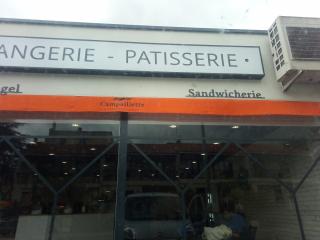 ANGERIE - PATISSERIE •
gel Sandwicherie
Campaillette